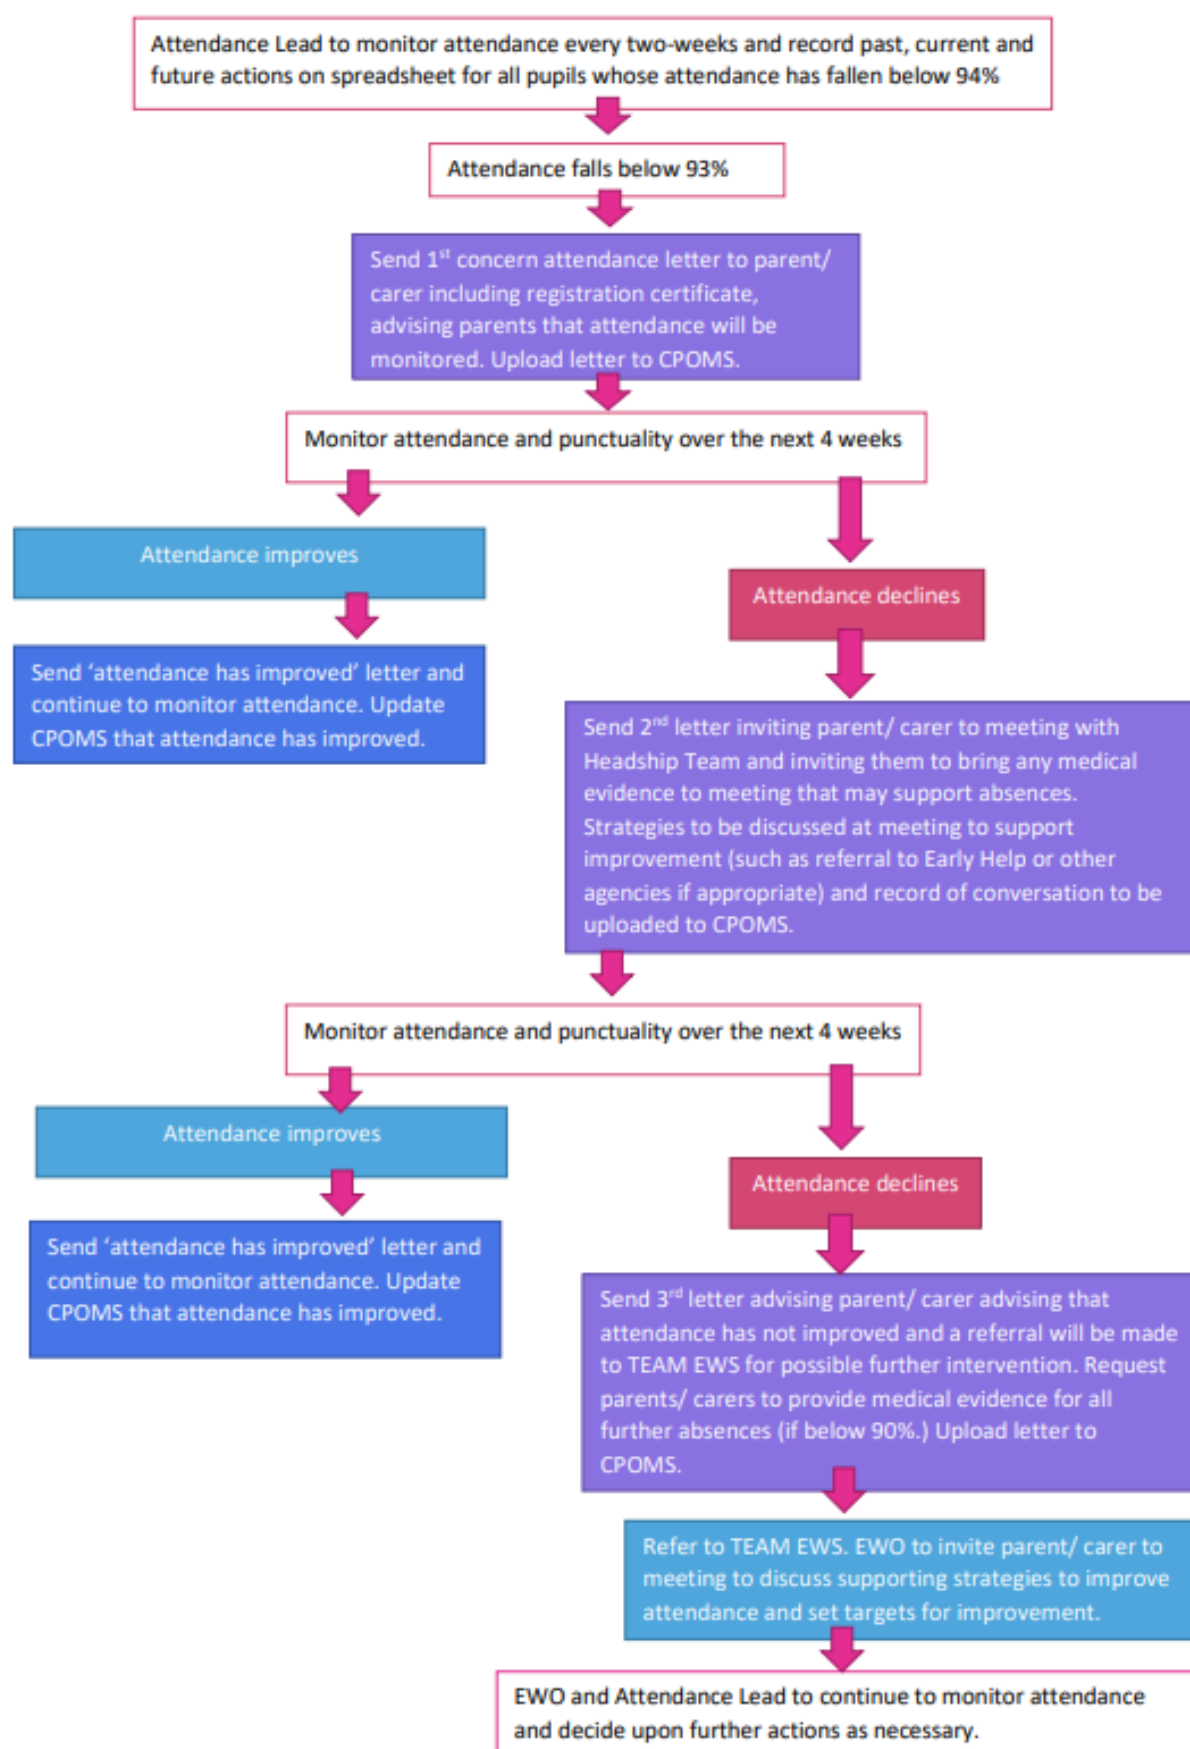 Attendance Lead to monitor attendance every two-weeks and record past, current and
future actions on spreadsheet for all pupils whose attendance has fallen below 94%
Attendance falls below 93%
Send 1st concern attendance letter to parent/
carer including registration certificate,
advising parents that attendance will be
monitored. Upload letter to CPOMS.
Monitor attendance and punctuality over the next 4 weeks
Attendance improves
Attendance declines
Send ‘attendance has improved’ letter and
continue to monitor attendance. Update
CPOMS that attendance has improved.
Send 2nd letter inviting parent/ carer to meeting with
Headship Team and inviting them to bring any medical
evidence to meeting that may support absences.
Strategies to be discussed at meeting to support
improvement (such as referral to Early Help or other
agencies if appropriate) and record of conversation to be
uploaded to CPOMS.
Monitor attendance and punctuality over the next 4 weeks
Attendance improves
Attendance declines
Send ‘attendance has improved’ letter and
continue to monitor attendance. Update
CPOMS that attendance has improved.
Send 3rd letter advising parent/ carer advising that
attendance has not improved and a referral will be made
to TEAM EWS for possible further intervention. Request
parents/ carers to provide medical evidence for all
further absences (if below 90%.) Upload letter to
CPOMS.
Refer to TEAM EWS. EWO to invite parent/ carer to
meeting to discuss supporting strategies to improve
attendance and set targets for improvement.
EWO and Attendance Lead to continue to monitor attendance
and decide upon further actions as necessary.